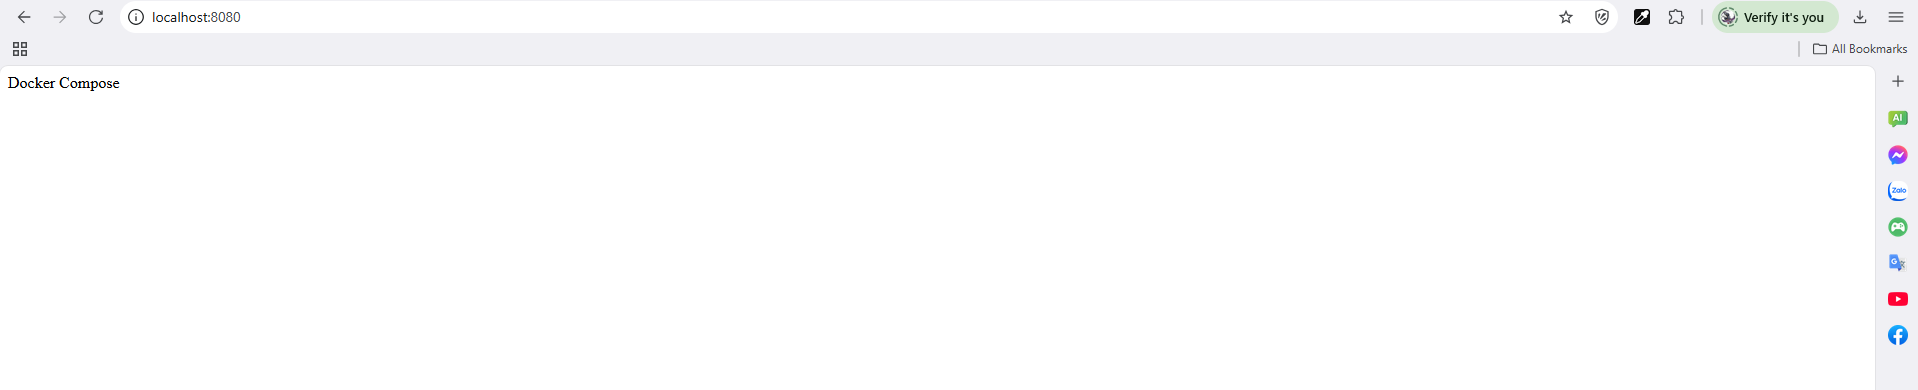 localhost:8080
Verify it's you
All Bookmarks
Docker Compose
AI
Zalo
G